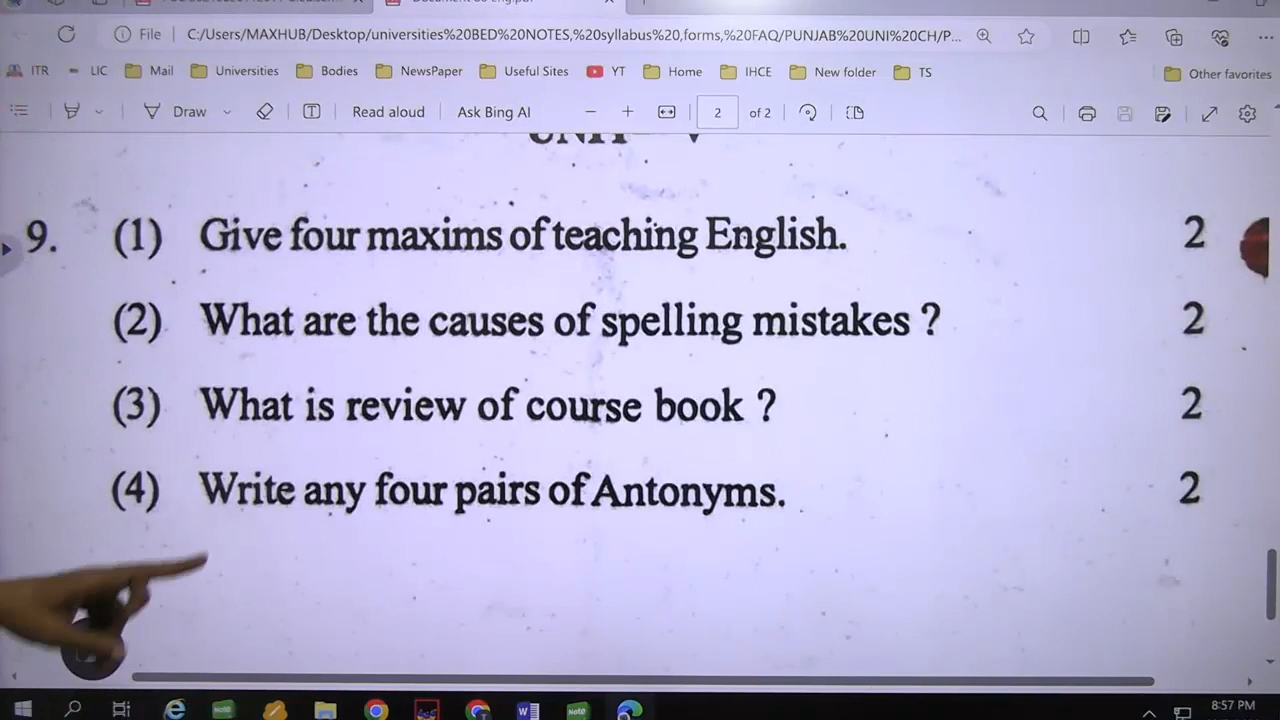 File C:/Users/MAXHUB/Desktop/universities%20BED%20NOTES,%20syllabus%20,forms,%20FAQ/PUNJAB%20UNI%20CH/P...
ITR LIC Mail Universities Bodies NewsPaper Useful Sites YT Home IHCE New folder TS Other favorites
Draw Read aloud Ask Bing AI 2 of 2
9. (1) Give four maxims of teaching English. 2
(2) What are the causes of spelling mistakes ? 2
(3) What is review of course book ? 2
(4) Write any four pairs of Antonyms. 2
8:57 PM